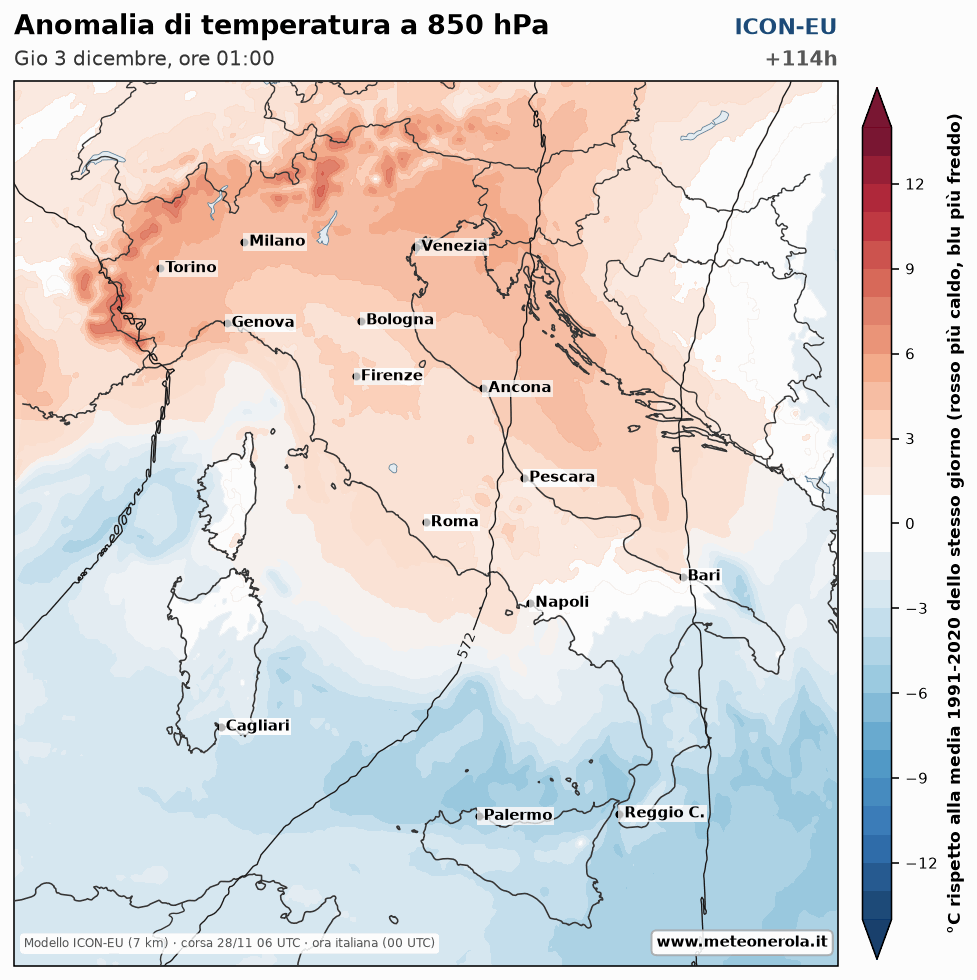 Anomalia di temperatura a 850 hPa
ICON-EU
Gio 3 dicembre, ore 01:00
+114h
Milano
Venezia
Torino
Genova
Bologna
Firenze
Ancona
Pescara
Roma
Bari
Napoli
572
Cagliari
Palermo
Reggio C.
Modello ICON-EU (7 km) · corsa 28/11 06 UTC · ora italiana (00 UTC)
www.meteonerola.it
12
9
6
3
0
−3
−6
−9
−12
°C rispetto alla media 1991-2020 dello stesso giorno (rosso più caldo, blu più freddo)